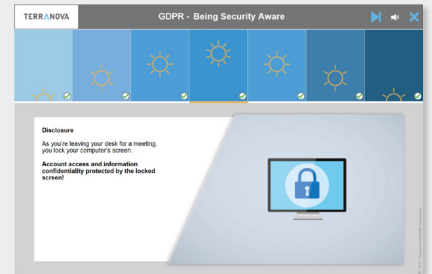 TERRANOVA
GDPR - Being Security Aware
Disclosure
As you're leaving your desk for a meeting,
you lock your computer's screen.
Account access and information
confidentiality protected by the locked
screen!